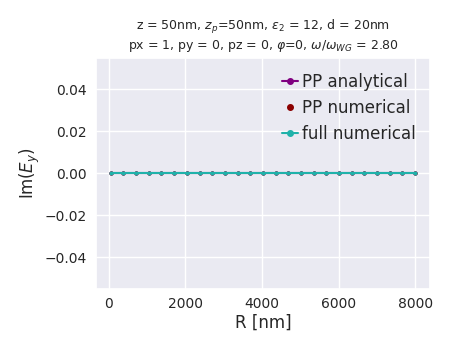 z = 50nm, z_p=50nm, ε₂ = 12, d = 20nm
px = 1, py = 0, pz = 0, φ=0, ω/ω_WG = 2.80
PP analytical
PP numerical
full numerical
0.04
0.02
0.00
−0.02
−0.04
Im(E_y)
0 2000 4000 6000 8000
R [nm]